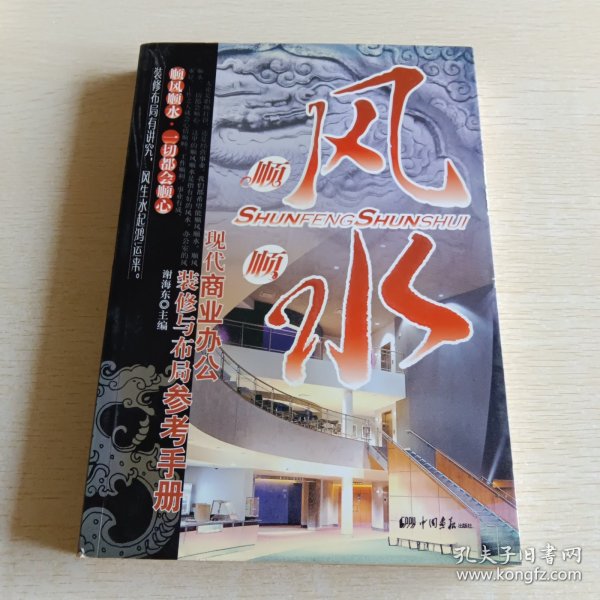 顺风
SHUNFENGSHUNSHUI
顺水
现代商业办公
装修与布局参考手册
谢海东◎主编
顺风顺水·一切都会顺心
装修布局有讲究，风生水起鸿运来。
中国画报出版社
孔夫子旧书网
www.kongfz.com